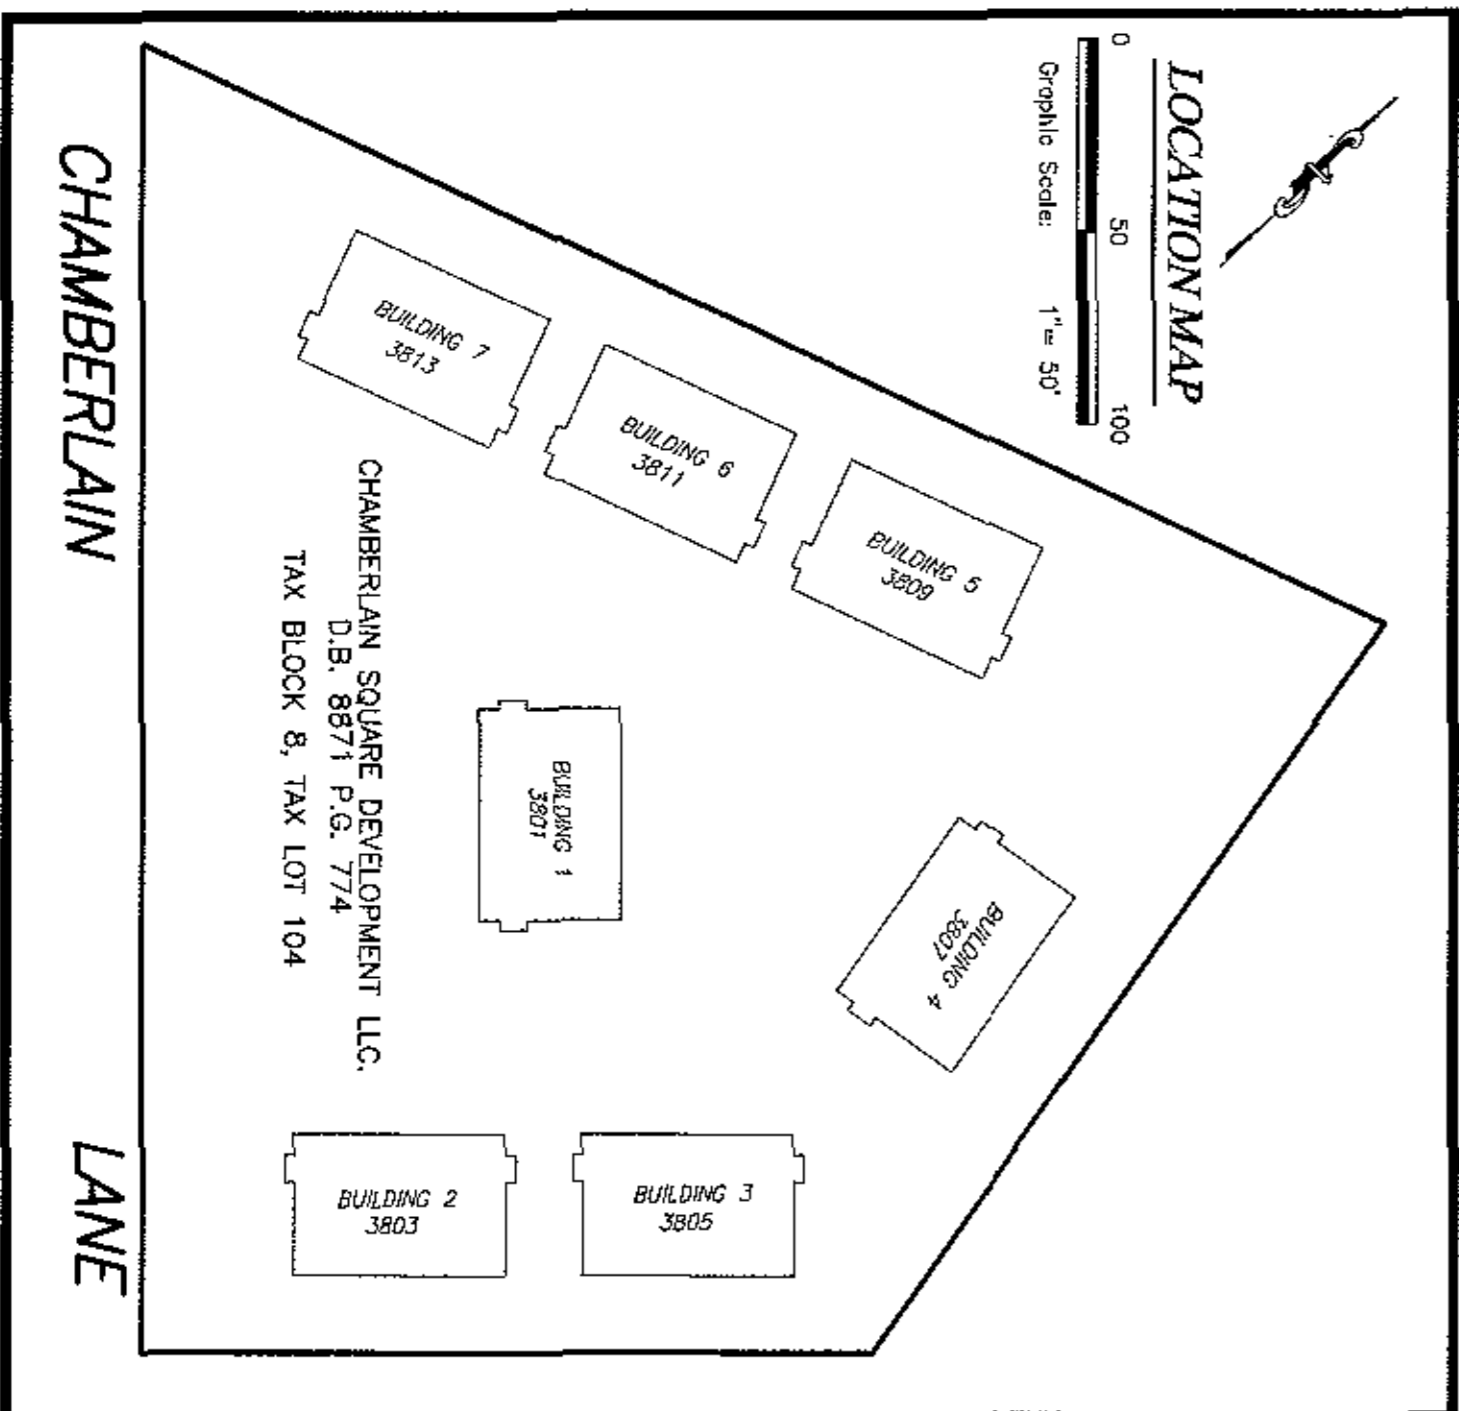 LOCATION MAP
0 50 100
Graphic Scale: 1"= 50'
BUILDING 7
3813
BUILDING 6
3811
BUILDING 5
3809
BUILDING 4
3807
BUILDING 1
3801
BUILDING 3
3805
BUILDING 2
3803
CHAMBERLAIN SQUARE DEVELOPMENT LLC.
D.B. 8871 P.G. 774
TAX BLOCK 8, TAX LOT 104
CHAMBERLAIN LANE